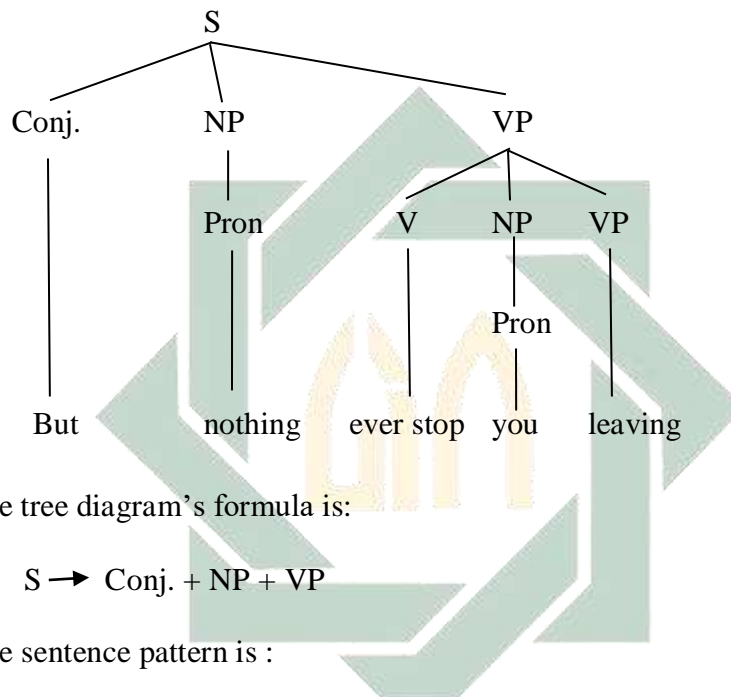 S
Conj. NP VP
Pron V NP VP
Pron
But nothing ever stop you leaving
e tree diagram’s formula is:
S → Conj. + NP + VP
e sentence pattern is :